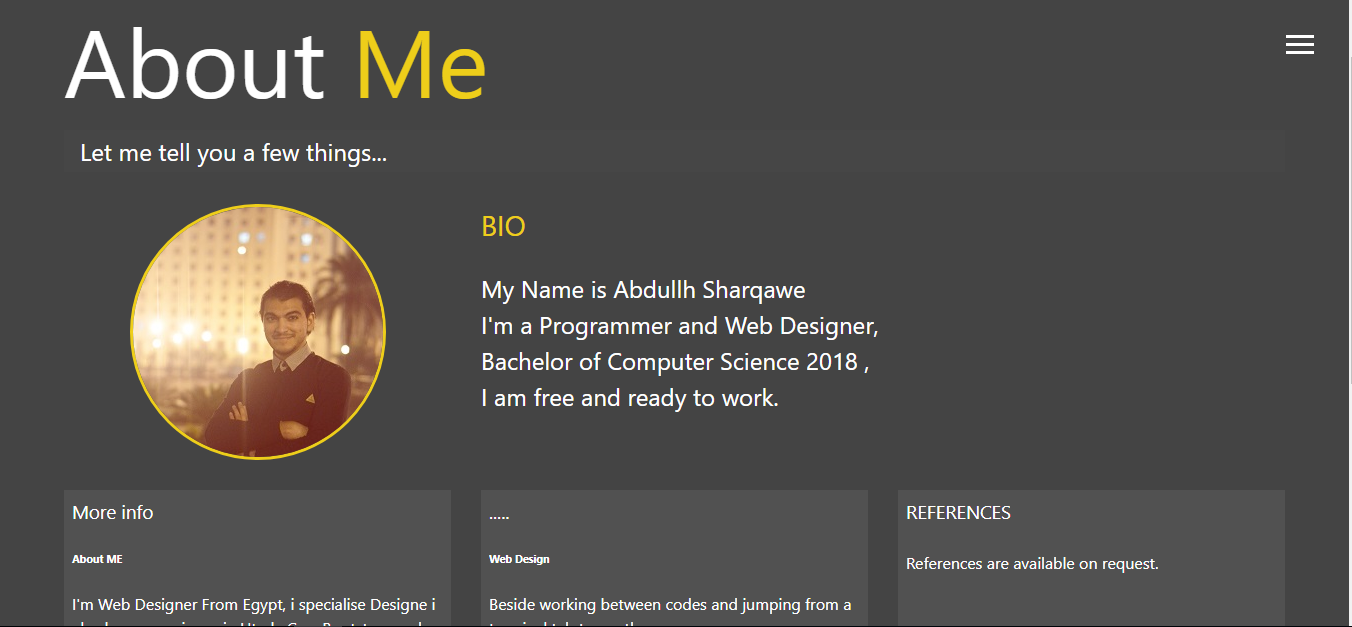 About Me
Let me tell you a few things...
BIO
My Name is Abdullh Sharqawe
I'm a Programmer and Web Designer,
Bachelor of Computer Science 2018 ,
I am free and ready to work.
More info
About ME
I'm Web Designer From Egypt, i specialise Designe i
.....
Web Design
Beside working between codes and jumping from a
REFERENCES
References are available on request.